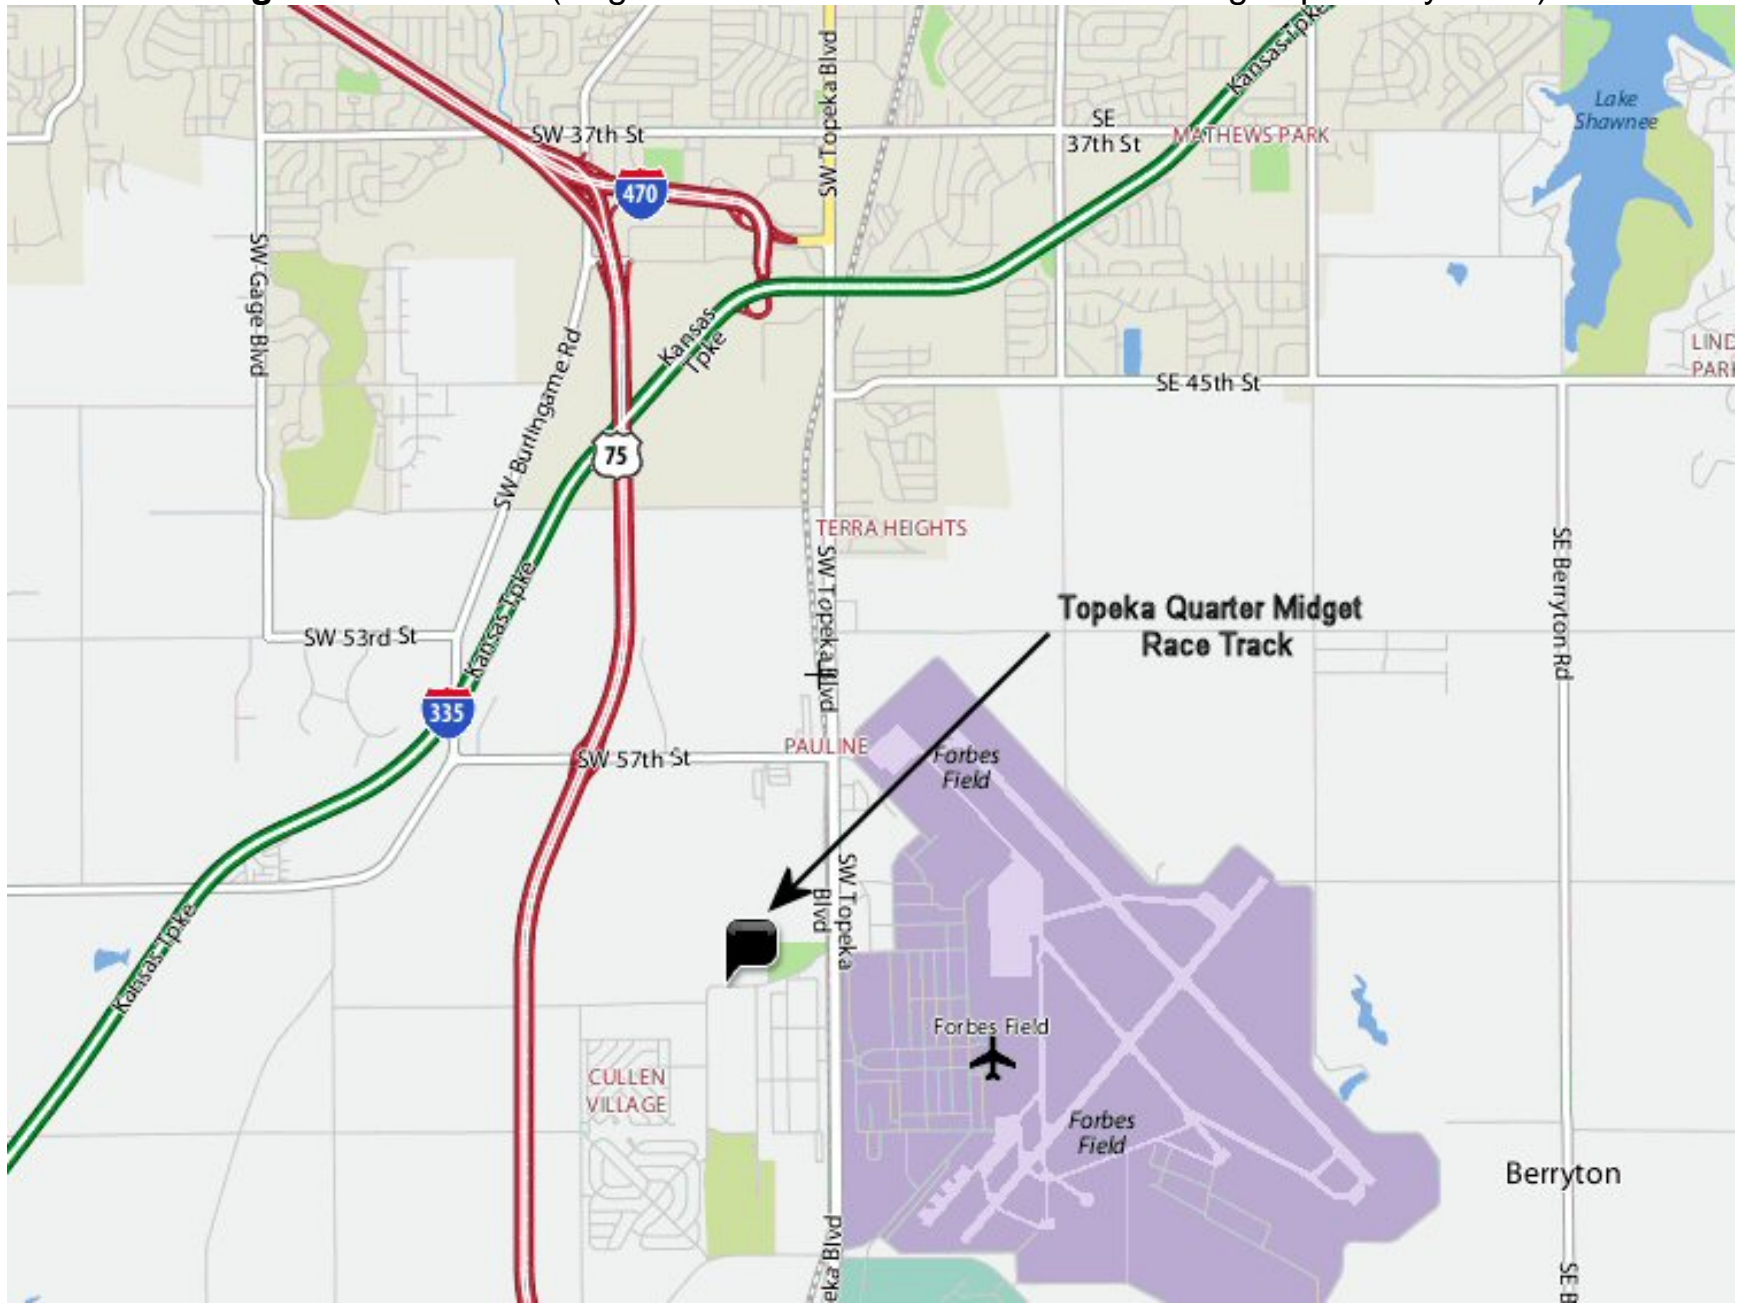 SW Topeka Blvd
Kansas Tpke
Lake
Shawnee
SW 37th St
SE
37th St
MATHEWS PARK
470
SW Gage Blvd
Kansas
Tpke
SW Burlingame Rd
SE 45th St
75
TERRA HEIGHTS
SW Topeka Blvd
SE Berryton Rd
Kansas Tpke
Topeka Quarter Midget
Race Track
SW 53rd St
335
PAULINE
SW 57th St
Forbes
Field
SW Topeka
Blvd
Kansas Tpke
Forbes Field
CULLEN
VILLAGE
Forbes
Field
Berryton